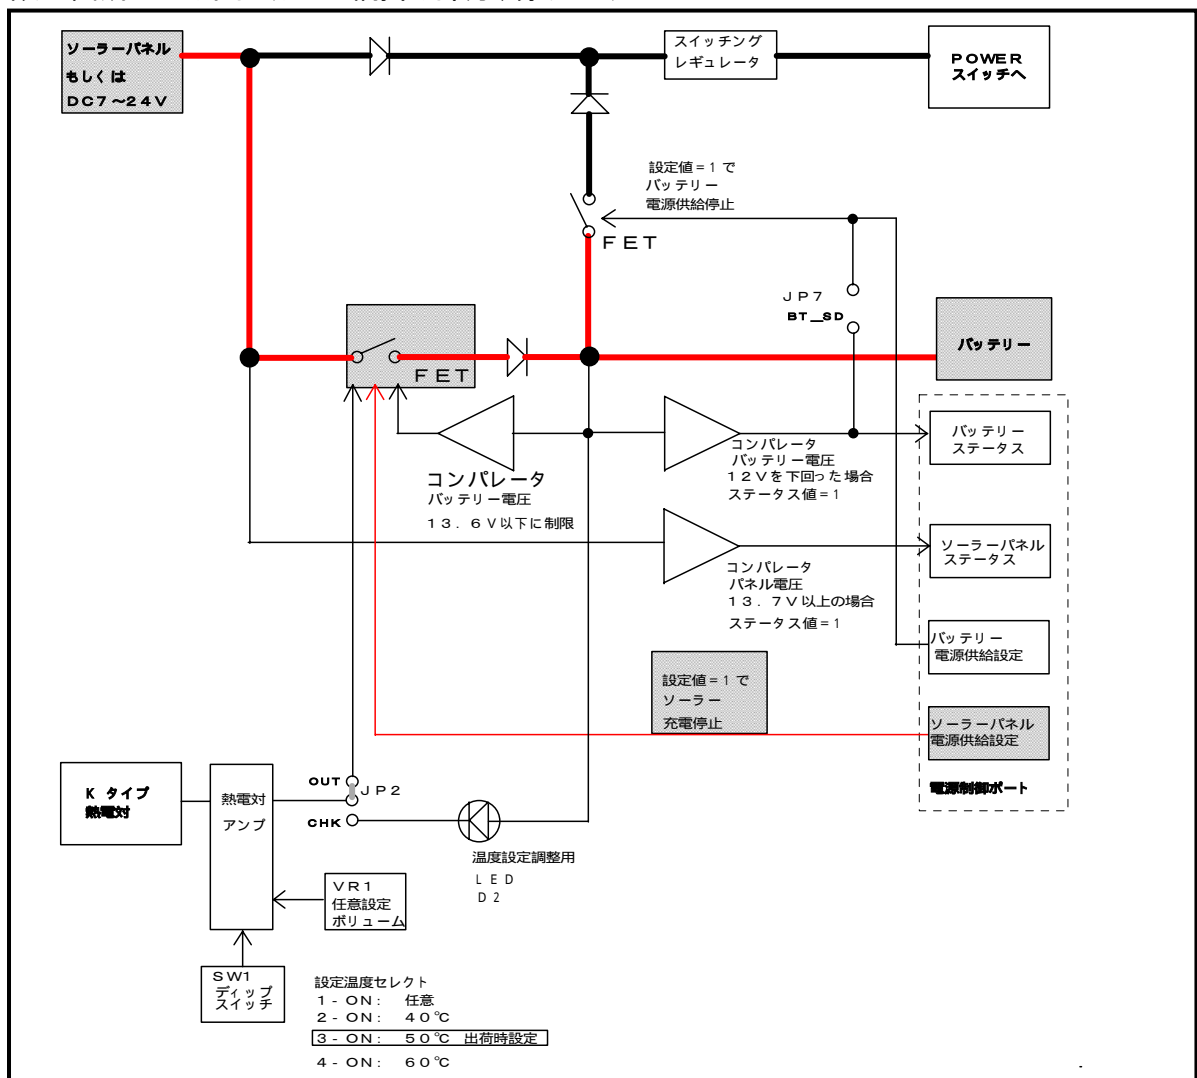 ソーラーパネル
もしくは
DC7～24V
スイッチング
レギュレータ
POWER
スイッチへ
設定値=1で
バッテリー
電源供給停止
FET
JP7
BT_SD
バッテリー
FET
コンパレータ
バッテリー電圧
13.6V以下に制限
コンパレータ
バッテリー電圧
12Vを下回った場合
ステータス値=1
バッテリー
ステータス
コンパレータ
パネル電圧
13.7V以上の場合
ステータス値=1
ソーラーパネル
ステータス
バッテリー
電源供給設定
設定値=1で
ソーラー
充電停止
ソーラーパネル
電源供給設定
電源制御ポート
K タイプ
熱電対
熱電対
アンプ
OUT
JP2
CHK
温度設定調整用
LED
D2
VR1
任意設定
ボリューム
SW1
ディップ
スイッチ
設定温度セレクト
1-ON: 任意
2-ON: 40℃
3-ON: 50℃ 出荷時設定
4-ON: 60℃